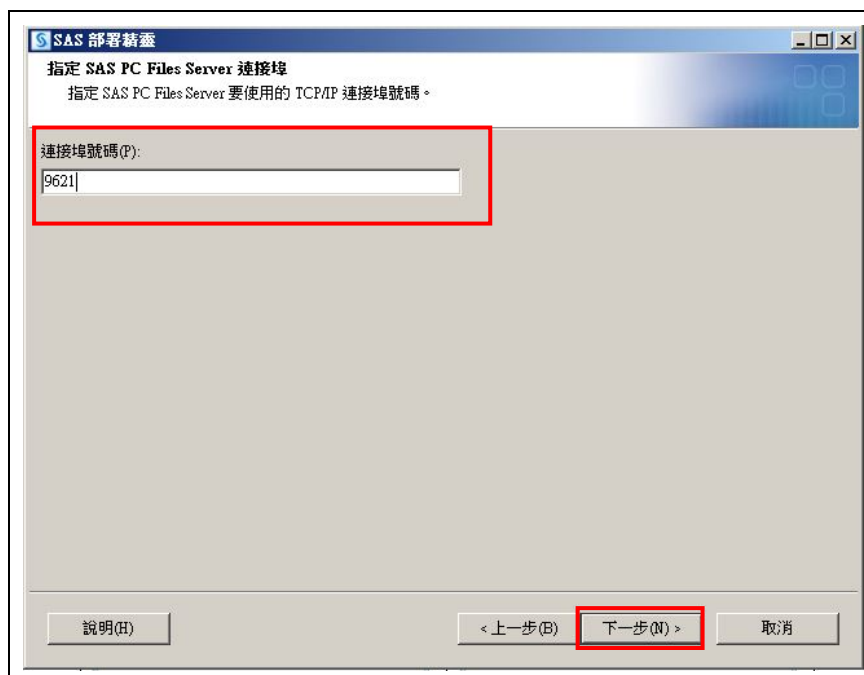 SAS 部署精靈
指定 SAS PC Files Server 連接埠
指定 SAS PC Files Server 要使用的 TCP/IP 連接埠號碼。
連接埠號碼(P):
9621
說明(H)
<上一步(B)
下一步(N) >
取消